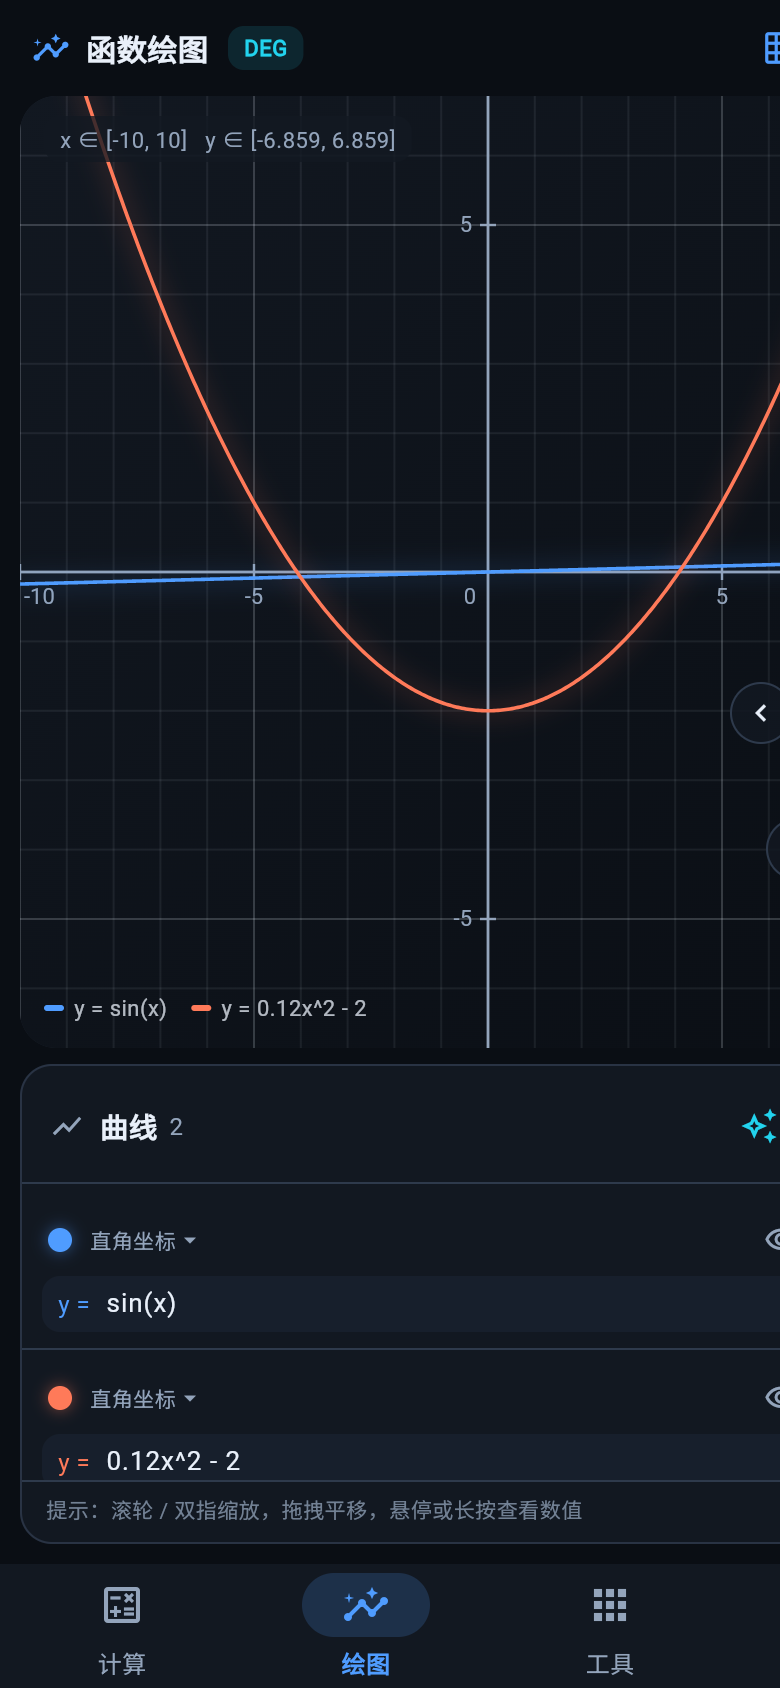 函数绘图 DEG
x ∈ [-10, 10] y ∈ [-6.859, 6.859]
5
-10 -5 0 5
-5
y = sin(x) y = 0.12x^2 - 2
曲线 2
直角坐标
y = sin(x)
直角坐标
y = 0.12x^2 - 2
提示：滚轮 / 双指缩放，拖拽平移，悬停或长按查看数值
计算 绘图 工具